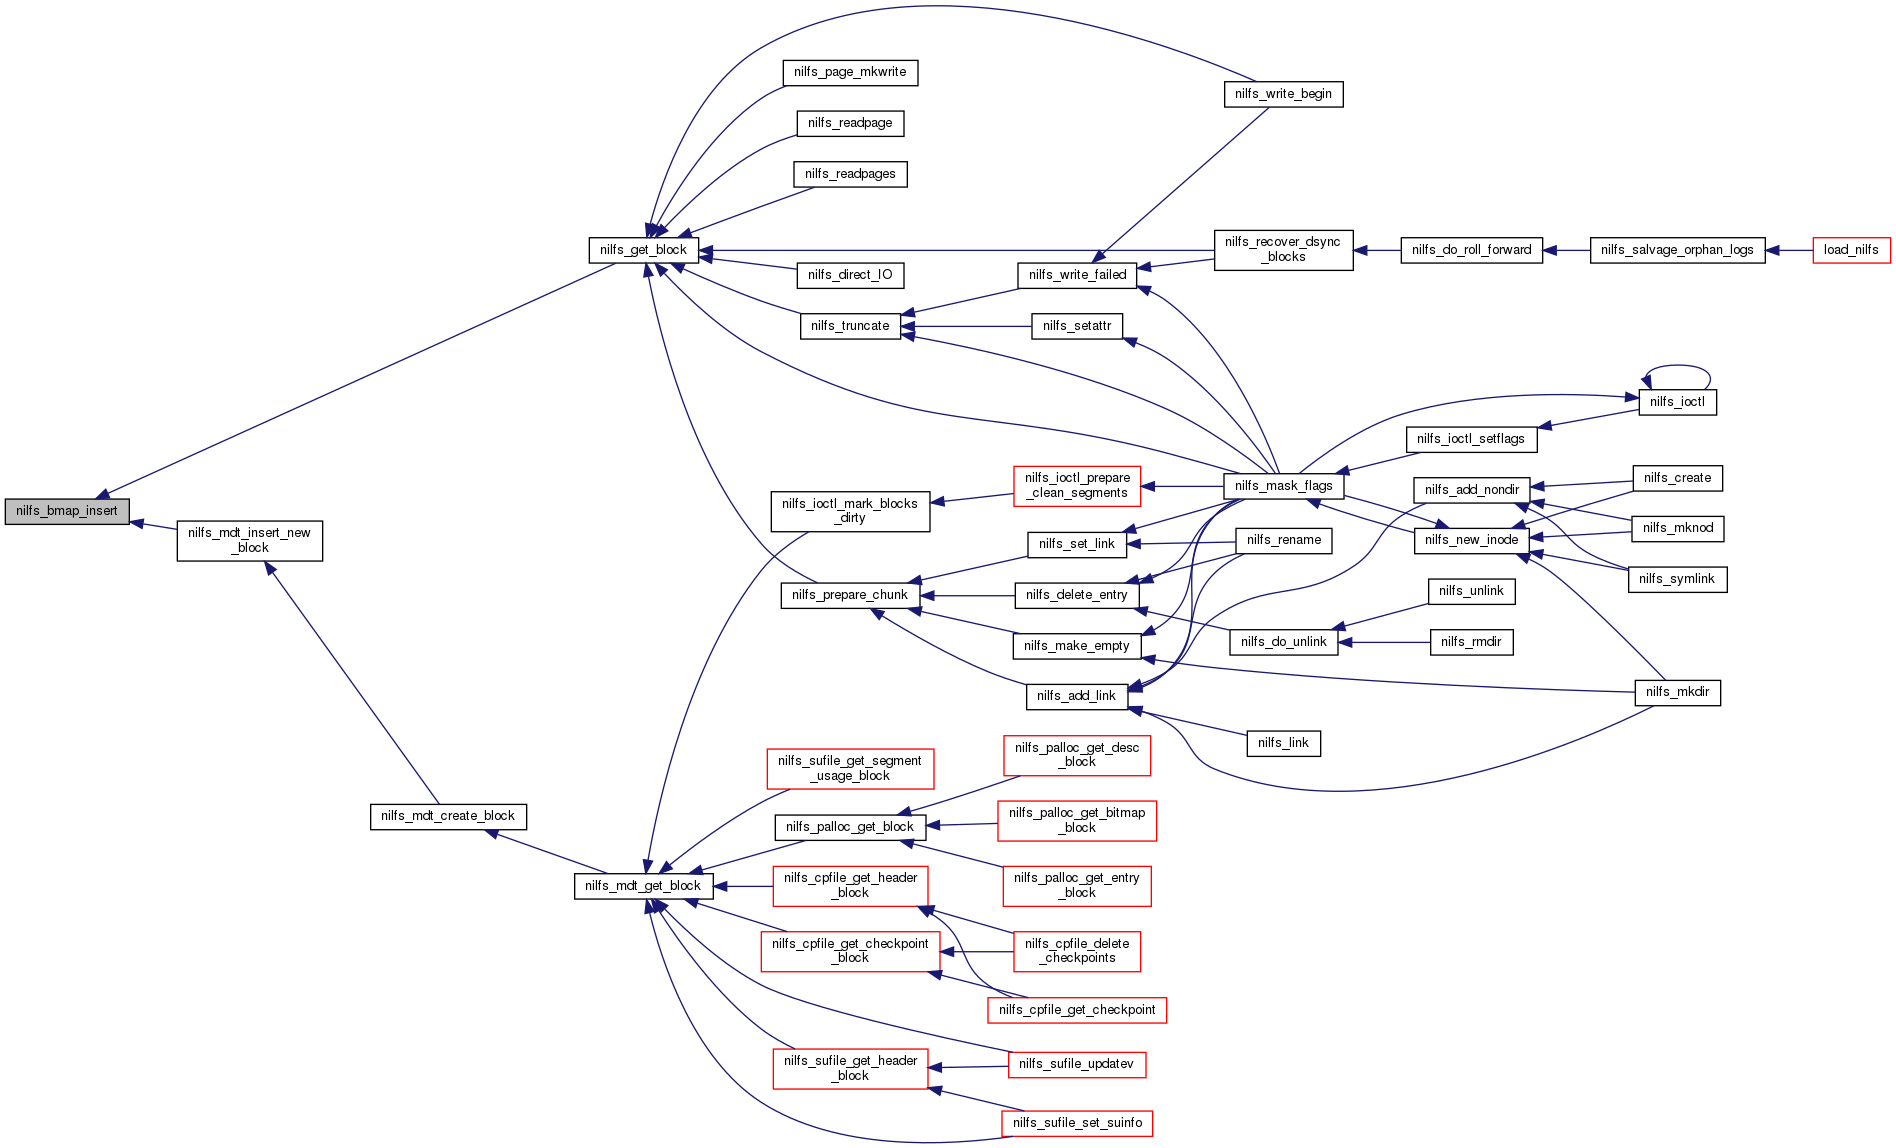 nilfs_bmap_insert
nilfs_mdt_insert_new
_block
nilfs_mdt_create_block
nilfs_get_block
nilfs_mdt_get_block
nilfs_page_mkwrite
nilfs_readpage
nilfs_readpages
nilfs_direct_IO
nilfs_truncate
nilfs_ioctl_mark_blocks
_dirty
nilfs_prepare_chunk
nilfs_sufile_get_segment
_usage_block
nilfs_palloc_get_block
nilfs_cpfile_get_header
_block
nilfs_cpfile_get_checkpoint
_block
nilfs_sufile_get_header
_block
nilfs_write_failed
nilfs_setattr
nilfs_ioctl_prepare
_clean_segments
nilfs_set_link
nilfs_delete_entry
nilfs_make_empty
nilfs_add_link
nilfs_palloc_get_desc
_block
nilfs_palloc_get_bitmap
_block
nilfs_palloc_get_entry
_block
nilfs_cpfile_delete
_checkpoints
nilfs_cpfile_get_checkpoint
nilfs_sufile_updatev
nilfs_sufile_set_suinfo
nilfs_write_begin
nilfs_recover_dsync
_blocks
nilfs_mask_flags
nilfs_rename
nilfs_do_unlink
nilfs_link
nilfs_do_roll_forward
nilfs_ioctl_setflags
nilfs_add_nondir
nilfs_new_inode
nilfs_unlink
nilfs_rmdir
nilfs_salvage_orphan_logs
nilfs_ioctl
nilfs_create
nilfs_mknod
nilfs_symlink
nilfs_mkdir
load_nilfs